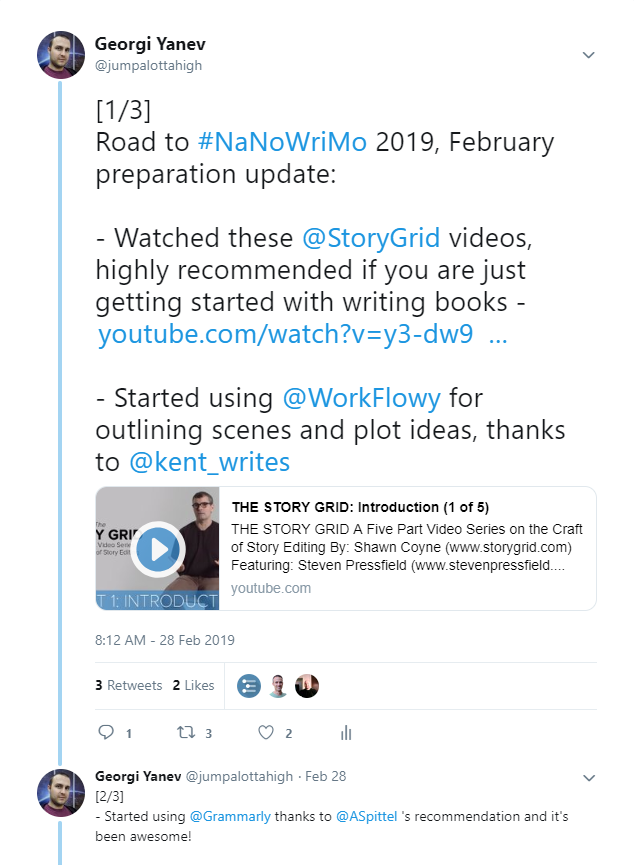 Georgi Yanev
@jumpalottahigh
[1/3]
Road to #NaNoWriMo 2019, February
preparation update:
- Watched these @StoryGrid videos,
highly recommended if you are just
getting started with writing books -
youtube.com/watch?v=y3-dw9 ...
- Started using @WorkFlowy for
outlining scenes and plot ideas, thanks
to @kent_writes
The
Y GRI
Video Serie
of Story Edit
T 1: INTRODUCT
THE STORY GRID: Introduction (1 of 5)
THE STORY GRID A Five Part Video Series on the Craft
of Story Editing By: Shawn Coyne (www.storygrid.com)
Featuring: Steven Pressfield (www.stevenpressfield....
youtube.com
8:12 AM - 28 Feb 2019
3 Retweets 2 Likes
1 3 2
Georgi Yanev @jumpalottahigh · Feb 28
[2/3]
- Started using @Grammarly thanks to @ASpittel 's recommendation and it's
been awesome!